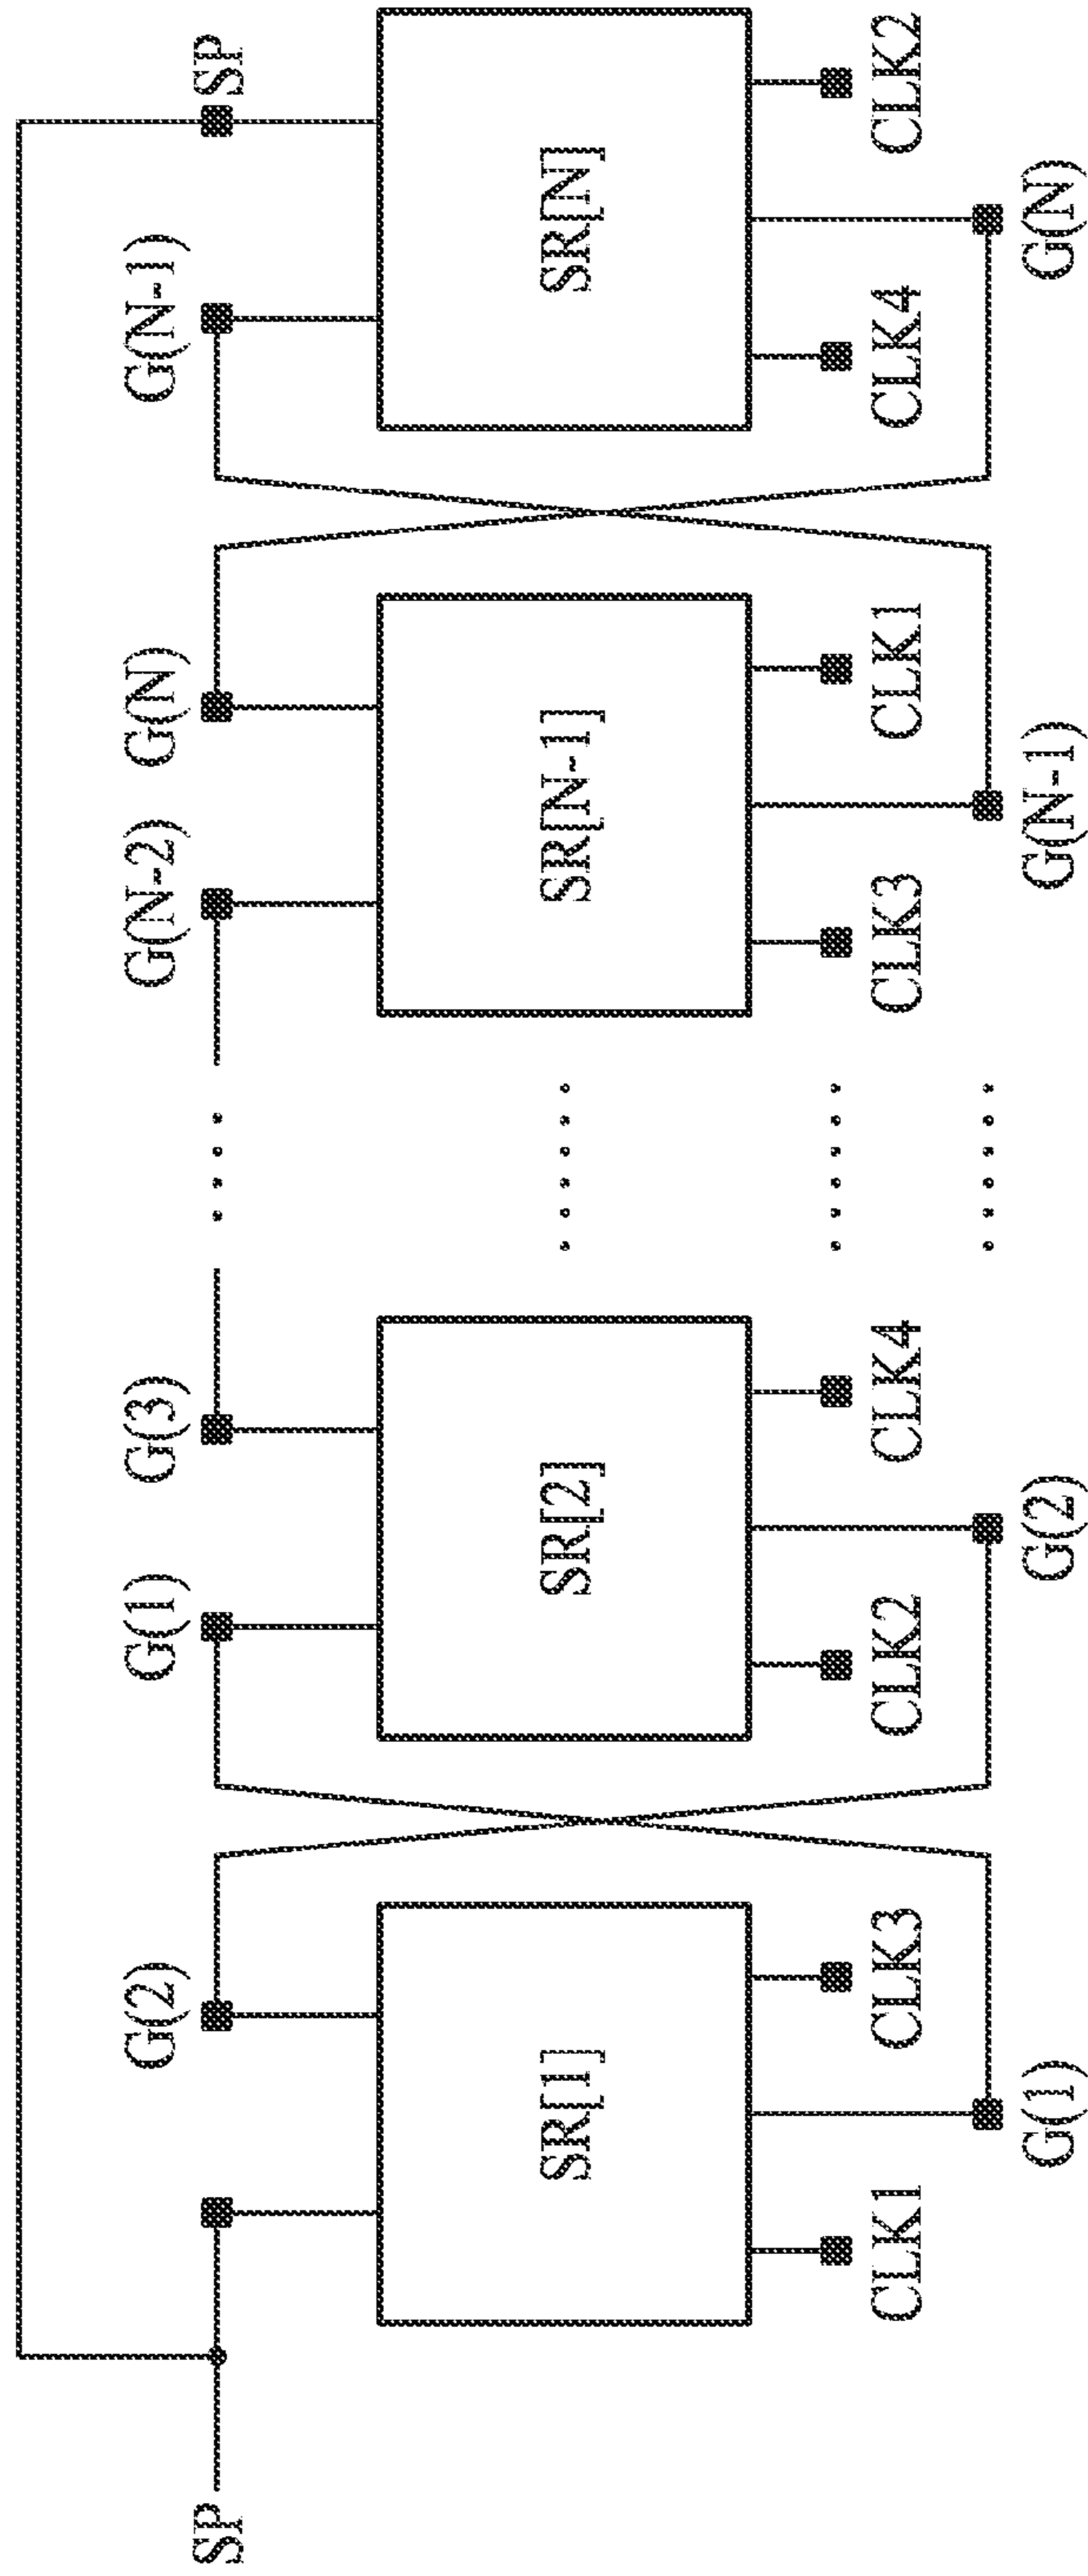 SP
G(2)
G(1)
G(3)
G(N-2)
G(N)
G(N-1)
SP
SR[1]
SR[2]
SR[N-1]
SR[N]
CLK1
CLK3
CLK2
CLK4
CLK3
CLK1
CLK4
CLK2
G(1)
G(2)
G(N-1)
G(N)